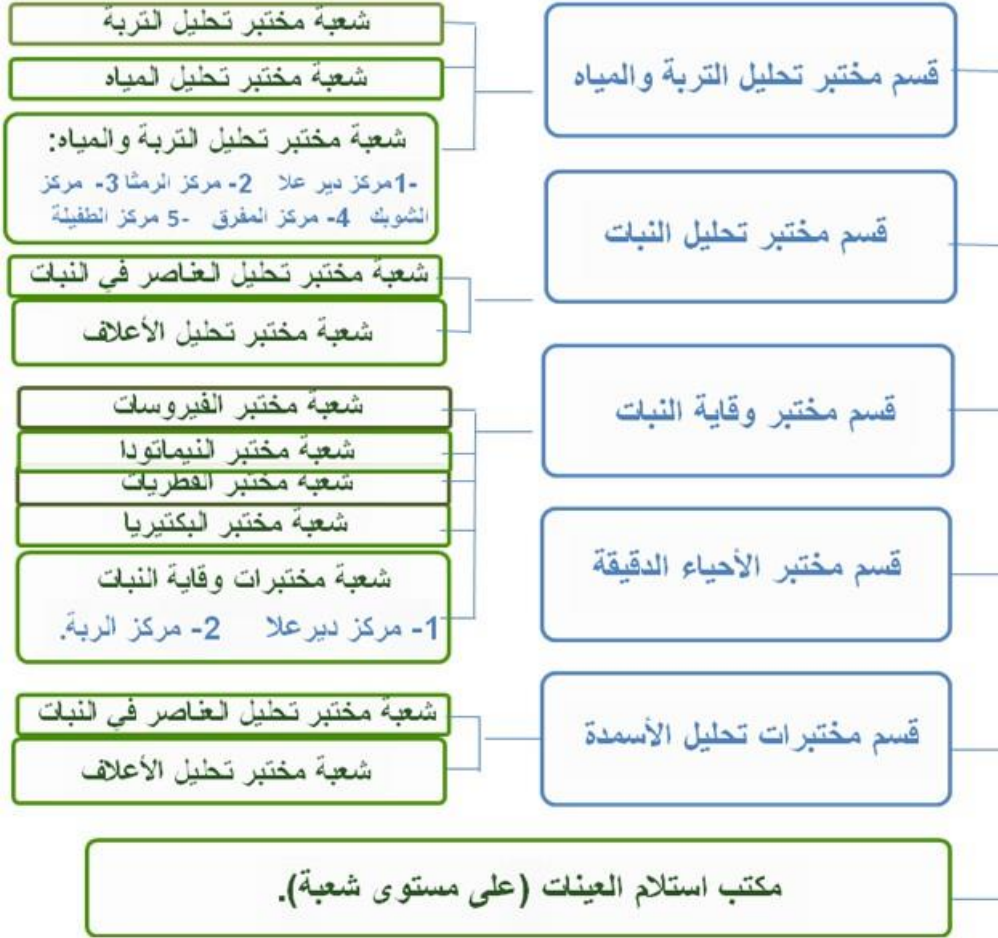 قسم مختبر تحليل التربة والمياه
شعبة مختبر تحليل التربة
شعبة مختبر تحليل المياه
شعبة مختبر تحليل التربة والمياه:
-1مركز دير علا 2- مركز الرمثا 3- مركز
الشوبك 4- مركز المفرق -5 مركز الطفيلة
قسم مختبر تحليل النبات
شعبة مختبر تحليل العناصر في النبات
شعبة مختبر تحليل الأعلاف
قسم مختبر وقاية النبات
شعبة مختبر الفيروسات
شعبة مختبر النيماتودا
شعبة مختبر الفطريات
شعبة مختبر البكتيريا
شعبة مختبرات وقاية النبات
1- مركز ديرعلا 2- مركز الربة.
قسم مختبر الأحياء الدقيقة
قسم مختبرات تحليل الأسمدة
شعبة مختبر تحليل العناصر في النبات
شعبة مختبر تحليل الأعلاف
مكتب استلام العينات (على مستوى شعبة).